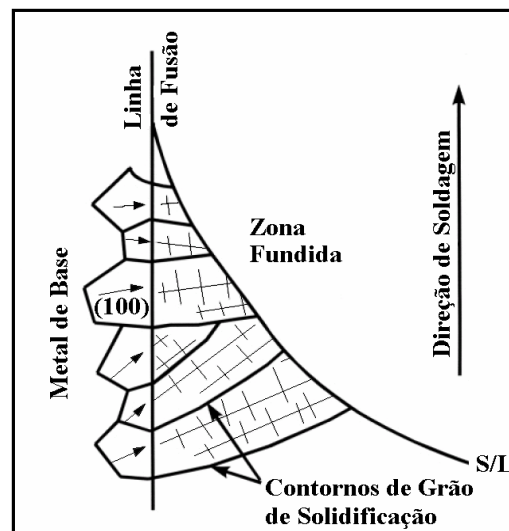 Linha
de Fusão
Metal de Base
(100)
Zona
Fundida
Direção de Soldagem
S/L
Contornos de Grão
de Solidificação